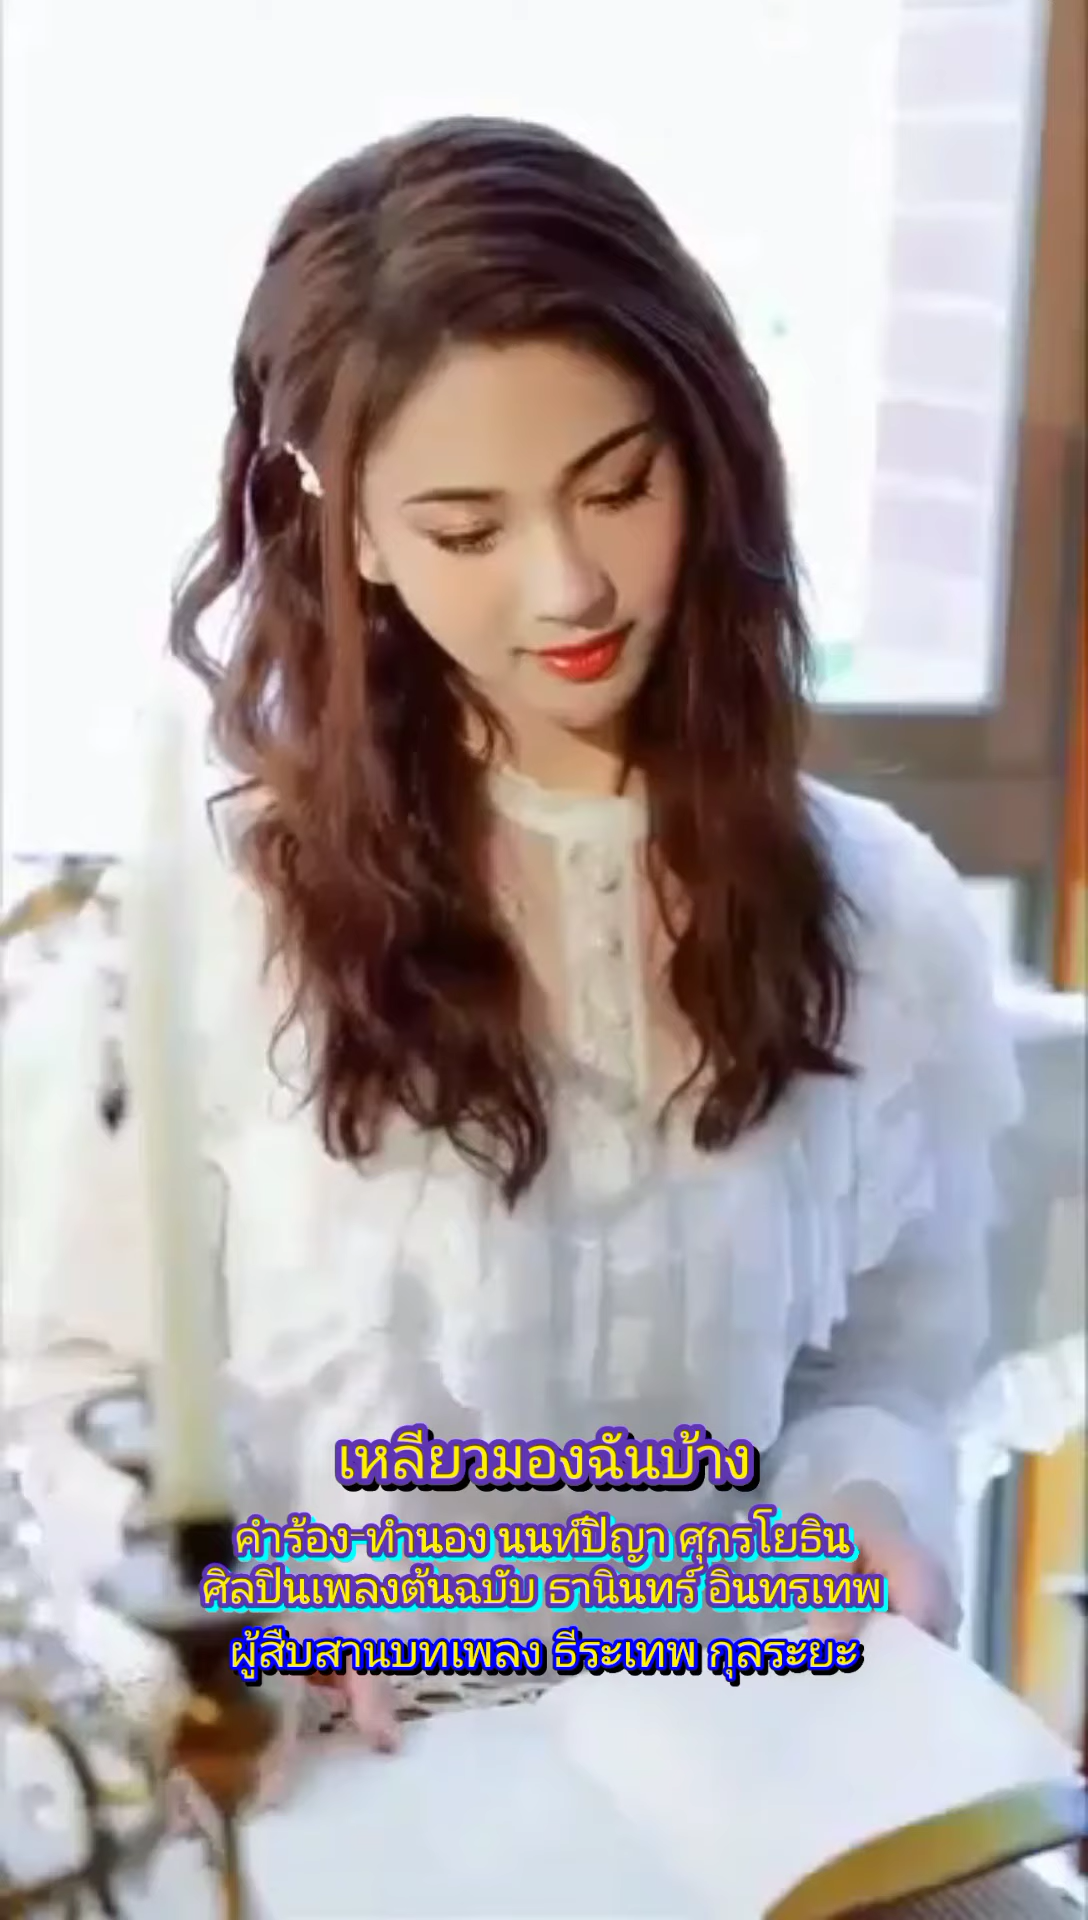 เหลียวมองฉันบ้าง
คำร้อง-ทำนอง นนท์ปิญา ศุกรโยธิน
ศิลปินเพลงต้นฉบับ ธานินทร์ อินทรเทพ
ผู้สืบสานบทเพลง ธีระเทพ กุลระยะ